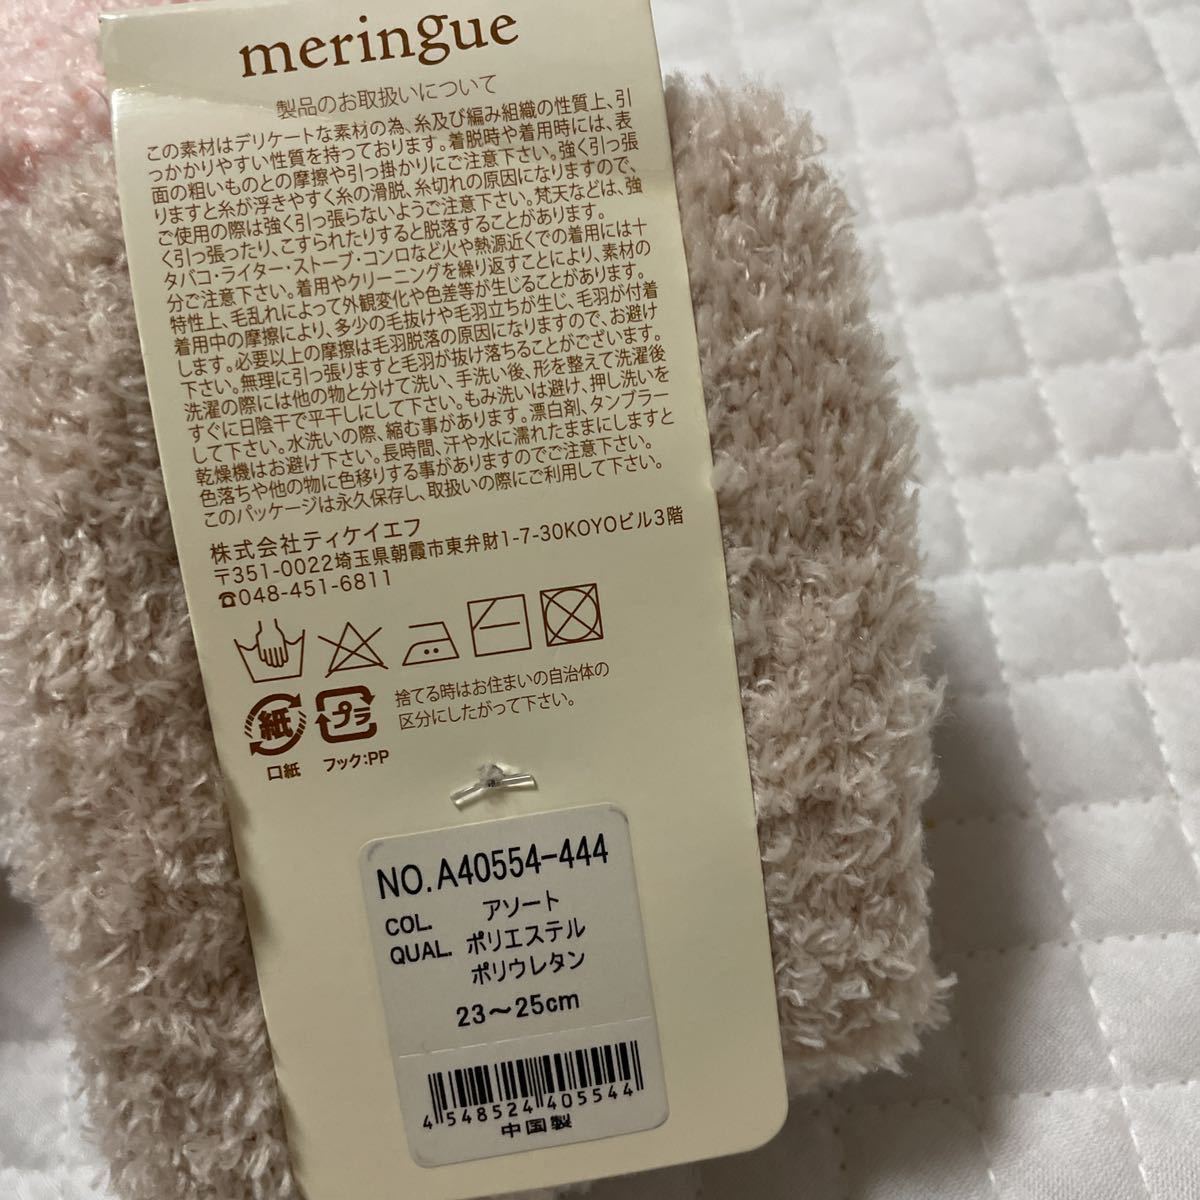 meringue
製品のお取扱いについて
この素材はデリケートな素材の為、糸及び編み組織の性質上、引
っかかりやすい性質を持っております。着脱時や着用時には、表
面の粗いものとの摩擦や引っ掛かりにご注意下さい。強く引っ張
りますと糸が浮きやすく糸の滑脱、糸切れの原因になりますので、
ご使用の際は強く引っ張らないようご注意下さい。梵天などは、強
く引っ張ったり、こすられたりすると脱落することがあります。
タバコ・ライター・ストーブ・コンロなど火や熱源近くでの着用には十
分ご注意下さい。着用やクリーニングを繰り返すことにより、素材の
特性上、毛乱れによって外観変化や色差等が生じることがあります。
着用中の摩擦により、多少の毛抜けや毛羽立ちが生じ、毛羽が付着
します。必要以上の摩擦は毛羽脱落の原因になりますので、お避け
下さい。無理に引っ張りますと毛羽が抜け落ちることがございます。
洗濯の際には他の物と分けて洗い、手洗い後、形を整えて洗濯後
すぐに日陰干で平干しにして下さい。もみ洗いは避け、押し洗いを
して下さい。水洗いの際、縮む事があります。漂白剤、タンブラー
乾燥機はお避け下さい。長時間、汗や水に濡れたままにしますと
色落ちや他の物に色移りする事がありますのでご注意下さい。
このパッケージは永久保存し、取扱いの際にご利用して下さい。
株式会社ティケイエフ
〒351-0022埼玉県朝霞市東弁財1-7-30KOYOビル3階
☎048-451-6811
紙 プラ 捨てる時はお住まいの自治体の
区分にしたがって下さい。
口紙 フック:PP
NO.A40554-444
COL. アソート
QUAL. ポリエステル
ポリウレタン
23〜25cm
4 548524 405544
中国製